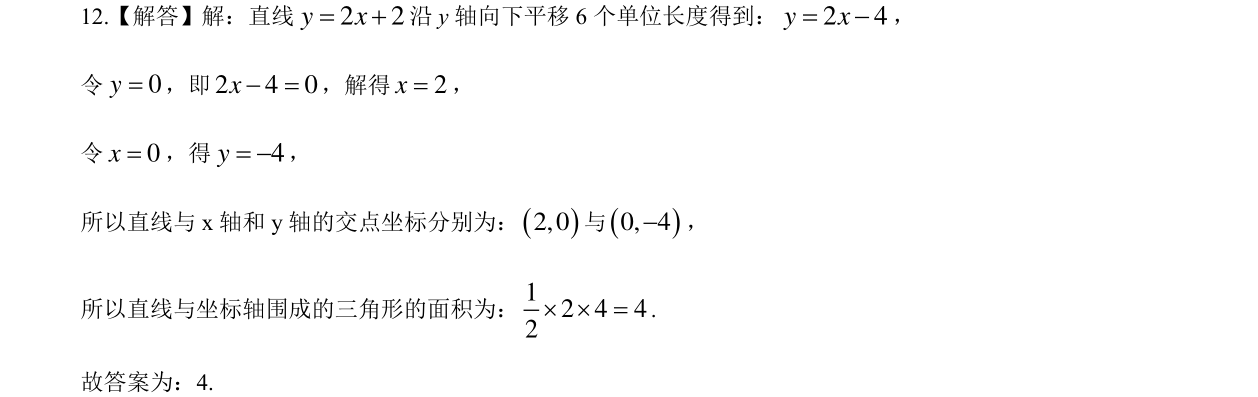 12.【解答】解：直线 y=2x+2 沿 y 轴向下平移 6 个单位长度得到：y=2x−4，
令 y=0，即 2x−4=0，解得 x=2，
令 x=0，得 y=−4，
所以直线与 x 轴和 y 轴的交点坐标分别为：(2,0) 与 (0,−4)，
所以直线与坐标轴围成的三角形的面积为：1/2×2×4=4.
故答案为：4.